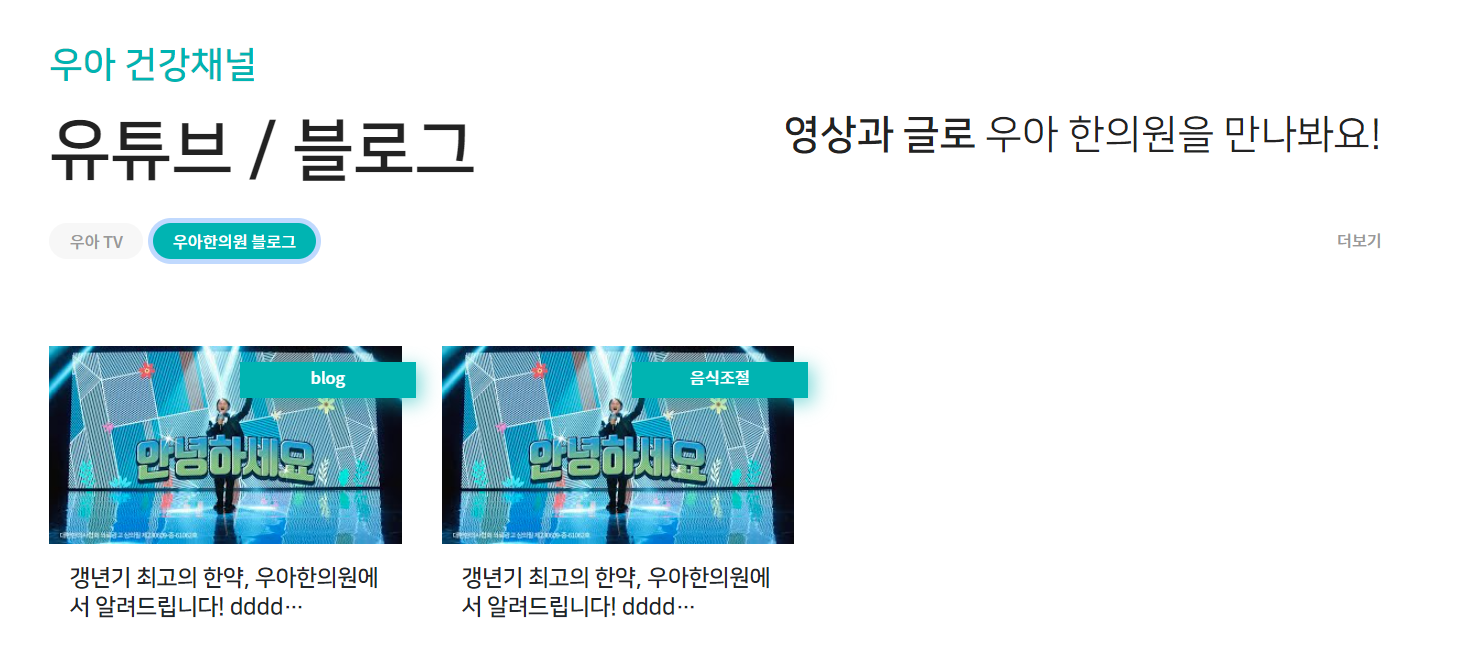 우아 건강채널
유튜브 / 블로그
영상과 글로 우아 한의원을 만나봐요!
우아 TV
우아한의원 블로그
더보기
blog
안녕하세요
갱년기 최고의 한약, 우아한의원에
서 알려드립니다! dddd…
음식조절
안녕하세요
갱년기 최고의 한약, 우아한의원에
서 알려드립니다! dddd…